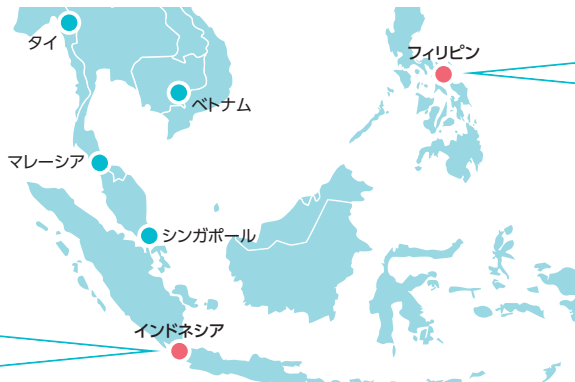 タイ
フィリピン
ベトナム
マレーシア
シンガポール
インドネシア